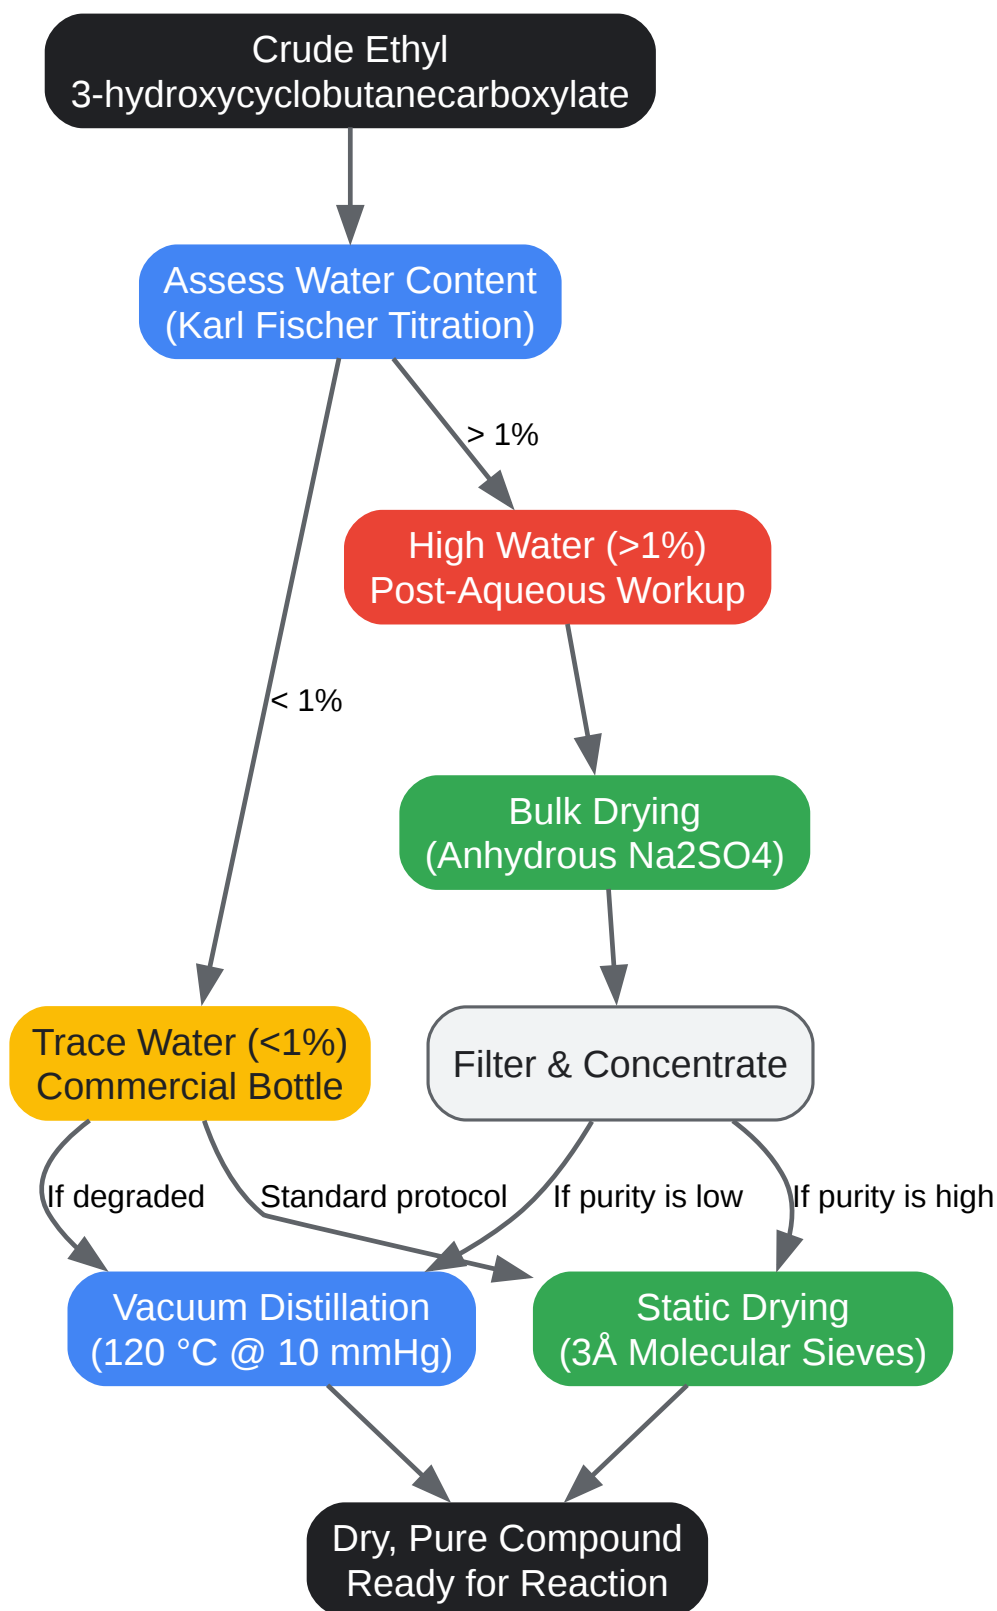 Crude Ethyl
3-hydroxycyclobutanecarboxylate
Assess Water Content
(Karl Fischer Titration)
> 1%
High Water (>1%)
Post-Aqueous Workup
< 1%
Bulk Drying
(Anhydrous Na2SO4)
Trace Water (<1%)
Commercial Bottle
Filter & Concentrate
If degraded
Standard protocol
If purity is low
If purity is high
Vacuum Distillation
(120 °C @ 10 mmHg)
Static Drying
(3Å Molecular Sieves)
Dry, Pure Compound
Ready for Reaction